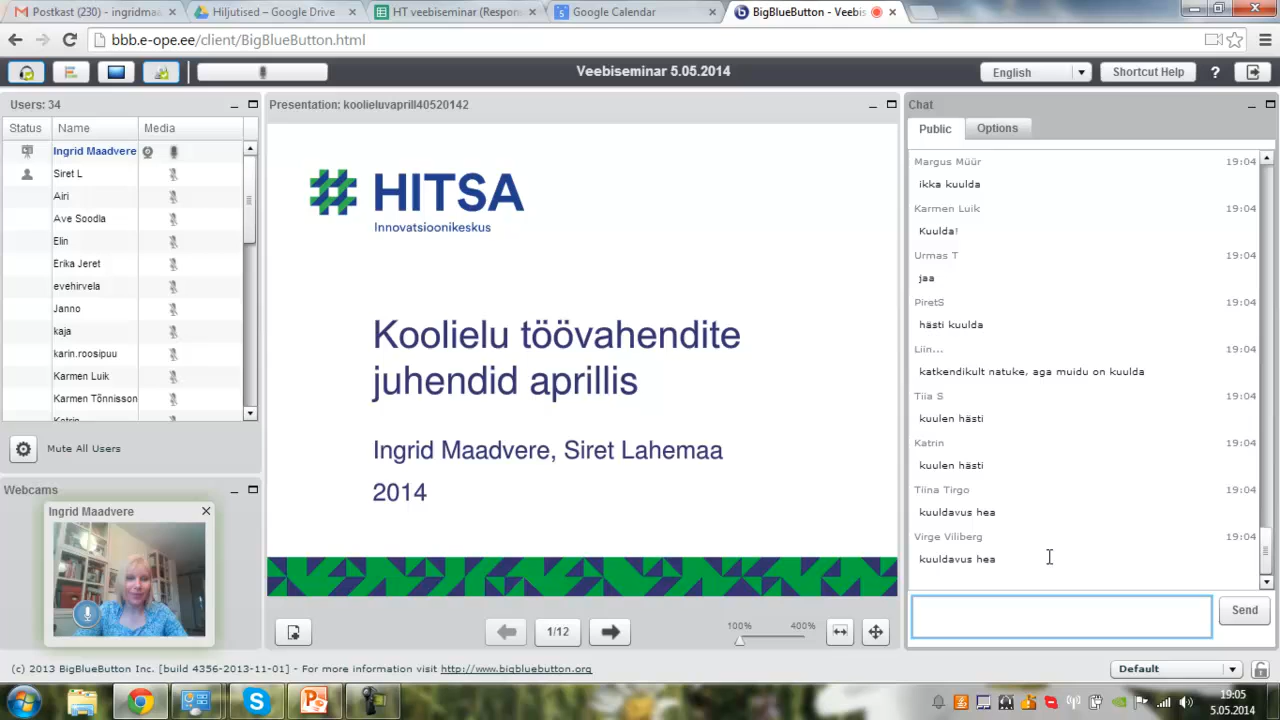 Postkast (2) - ingridmaa
Hiljutised – Google Drive
HT veebiseminar (Respon
Google Calendar
BigBlueButton - Veebis
bbb.e-ope.ee/client/BigBlueButton.html
Veebiseminar 5.05.2014
English
Shortcut Help
?
Users: 34
Status Name Media
Ingrid Maadvere
Siret L
Airi
Ave Soodla
Elin
Erika Jeret
evehirvela
Janno
kaja
karin.roosipuu
Karmen Luik
Karmen Tõnnisson
Katrin
Mute All Users
Webcams
Ingrid Maadvere
Presentation: koolieluvaprill40520142
HITSA
Innovatsioonikeskus
Koolielu töövahendite
juhendid aprillis
Ingrid Maadvere, Siret Lahemaa
2014
1/12
100% 400%
Chat
Public Options
Margus Müür 19:04
ikka kuulda
Karmen Luik 19:04
Kuulda!
Urmas T 19:04
jaa
PiretS 19:04
hästi kuulda
Liin... 19:04
katkendikult natuke, aga muidu on kuulda
Tiia S 19:04
kuulen hästi
Katrin 19:04
kuulen hästi
Tiina Tirgo 19:04
kuuldavus hea
Virge Viliberg 19:04
kuuldavus hea
Send
(c) 2013 BigBlueButton Inc. [build 4356-2013-11-01] - For more information visit http://www.bigbluebutton.org
Default
19:05
5.05.2014